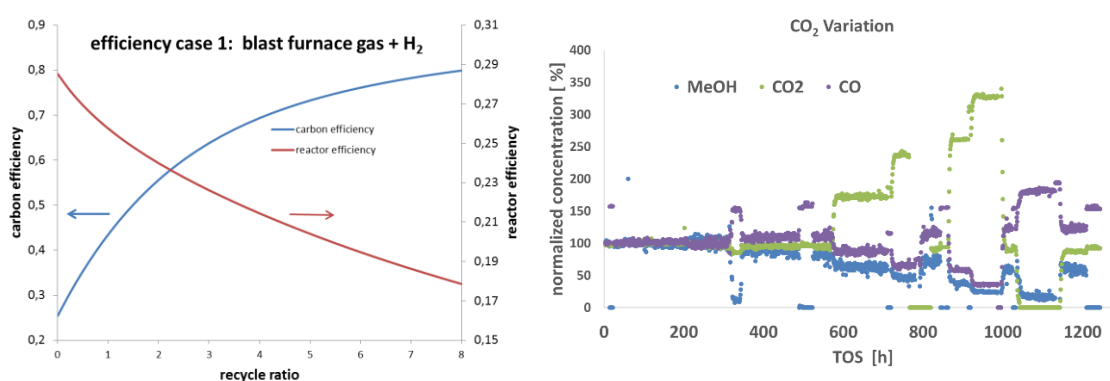 efficiency case 1: blast furnace gas + H₂
carbon efficiency
0,9
0,8
0,7
0,6
0,5
0,4
0,3
0,2
carbon efficiency
reactor efficiency
0,31
0,29
0,27
0,25
0,23
0,21
0,19
0,17
0,15
reactor efficiency
0 1 2 3 4 5 6 7 8
recycle ratio
CO₂ Variation
normalized concentration [ %]
400
350
300
250
200
150
100
50
0
MeOH CO2 CO
0 200 400 600 800 1000 1200
TOS [h]